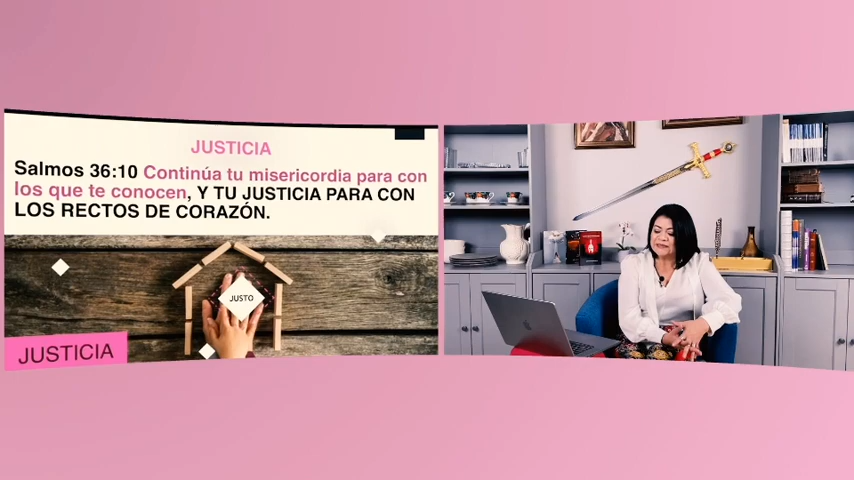 JUSTICIA
Salmos 36:10 Continúa tu misericordia para con
los que te conocen, Y TU JUSTICIA PARA CON
LOS RECTOS DE CORAZÓN.
JUSTO
JUSTICIA